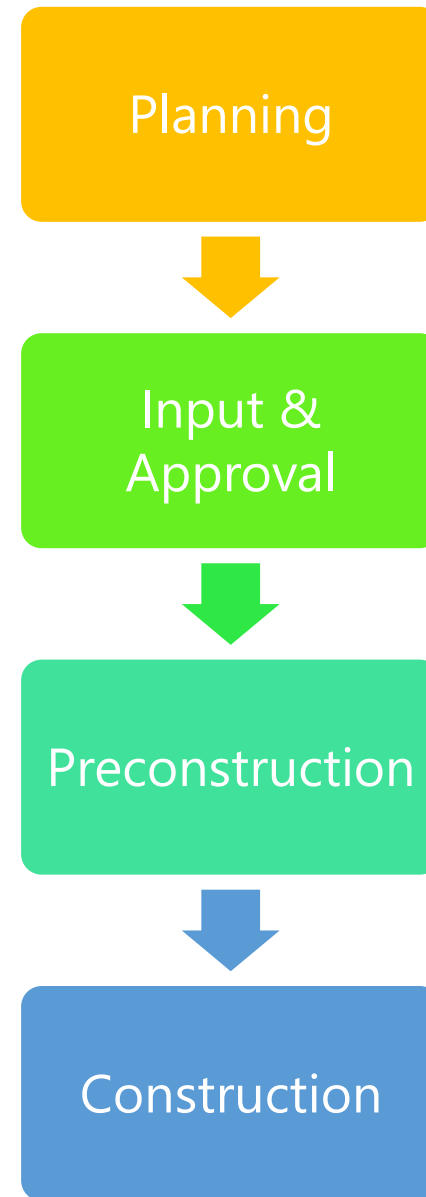 Planning
Input &
Approval
Preconstruction
Construction